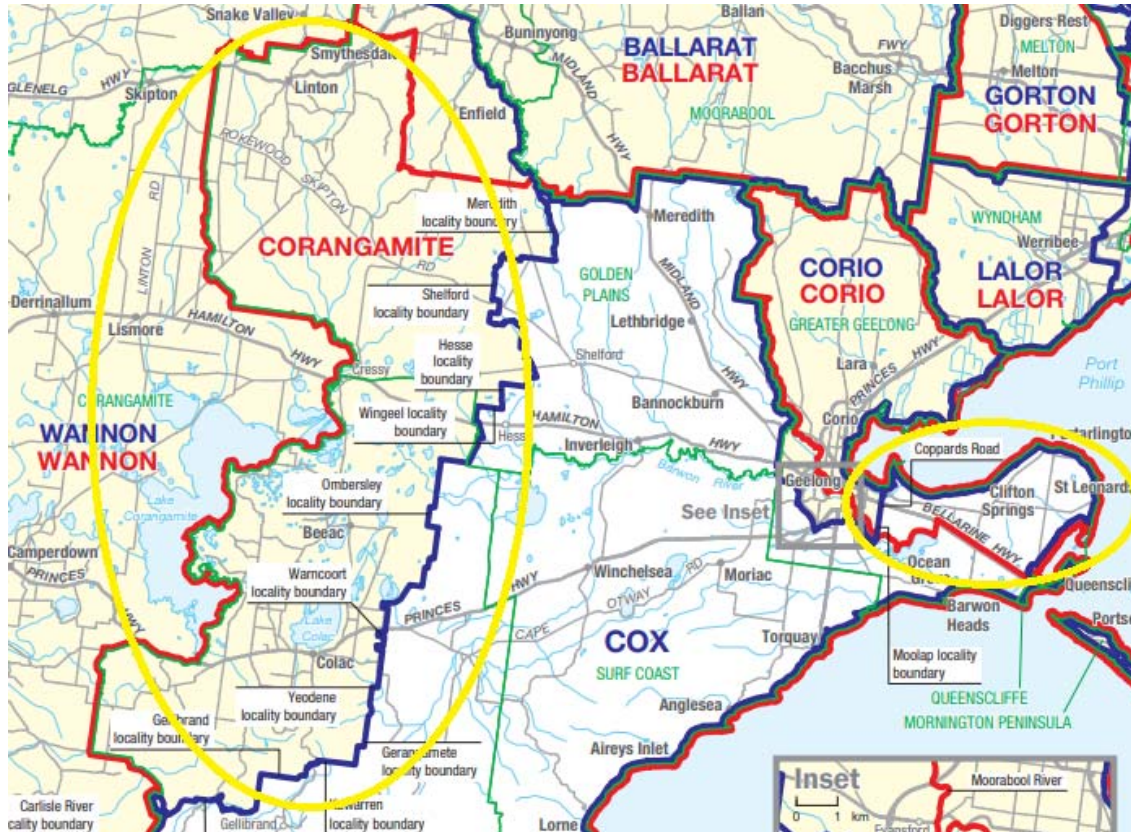 Snake Valley
Smythesdale
Skipton
GLENELG HWY
Linton
ROKEWOOD
SKIPTON
RD
Enfield
Buninyong
MIDLAND
HWY
Ballan
BALLARAT
BALLARAT
MOORABOOL
FWY
Bacchus
Marsh
Diggers Rest
MELTON
Melton
GORTON
GORTON
WYNDHAM
Werribee
LALOR
LALOR
CORIO
CORIO
GREATER GEELONG
Lara
PRINCES HWY
Corio
Port
Phillip
Meredith
locality boundary
Meredith
CORANGAMITE
LINTON
RD
Derrinallum
Lismore
HAMILTON
HWY
Cressy
CORANGAMITE
WANNON
WANNON
Lake
Corangamite
Camperdown
PRINCES
HWY
Shelford
locality boundary
Hesse
locality
boundary
Wingeel locality
boundary
GOLDEN
PLAINS
Lethbridge
MIDLAND
HWY
Shelford
Bannockburn
Hesse
HAMILTON
HWY
Inverleigh
Barwon River
Ombersley
locality boundary
Beeac
Warncoort
locality boundary
Lake
Colac
Colac
Yeodene
locality boundary
Gellibrand
locality boundary
Gerangamete
locality boundary
Carlisle River
locality boundary
Gellibrand
Kawarren
locality boundary
PRINCES
HWY
Winchelsea
CAPE
OTWAY
RD
Moriac
COX
SURF COAST
Torquay
Anglesea
Aireys Inlet
Lorne
Geelong
See Inset
Coppards Road
Portarlington
Clifton
Springs
St Leonards
BELLARINE HWY
Ocean
Grove
Barwon
Heads
Queenscliff
Portsea
Moolap locality
boundary
QUEENSCLIFFE
MORNINGTON PENINSULA
Inset
0 1 km
Moorabool River